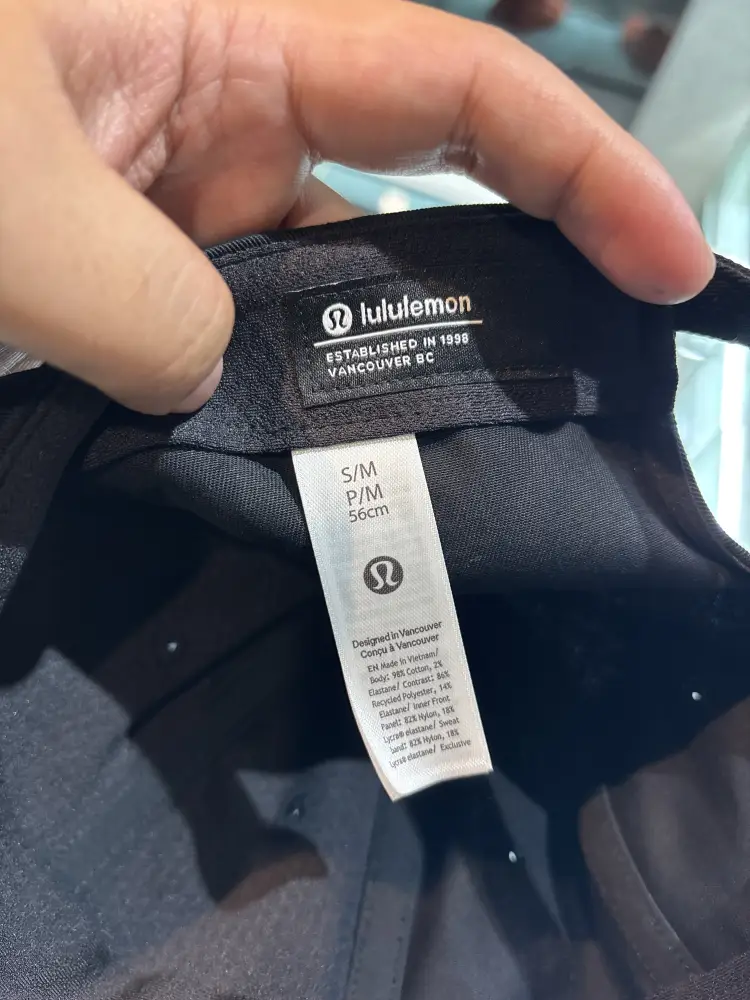 lululemon
ESTABLISHED IN 1998
VANCOUVER BC
S/M
P/M
56cm
Designed in Vancouver
Conçu à Vancouver
EN Made in Vietnam/
Body: 98% Cotton, 2%
Elastane/ Contrast: 86%
Recycled Polyester, 14%
Elastane/ Inner Front
Panel: 82% Nylon, 18%
Lycra® elastane/ Sweat
band: 82% Nylon, 18%
Lycra® elastane/ Exclusive